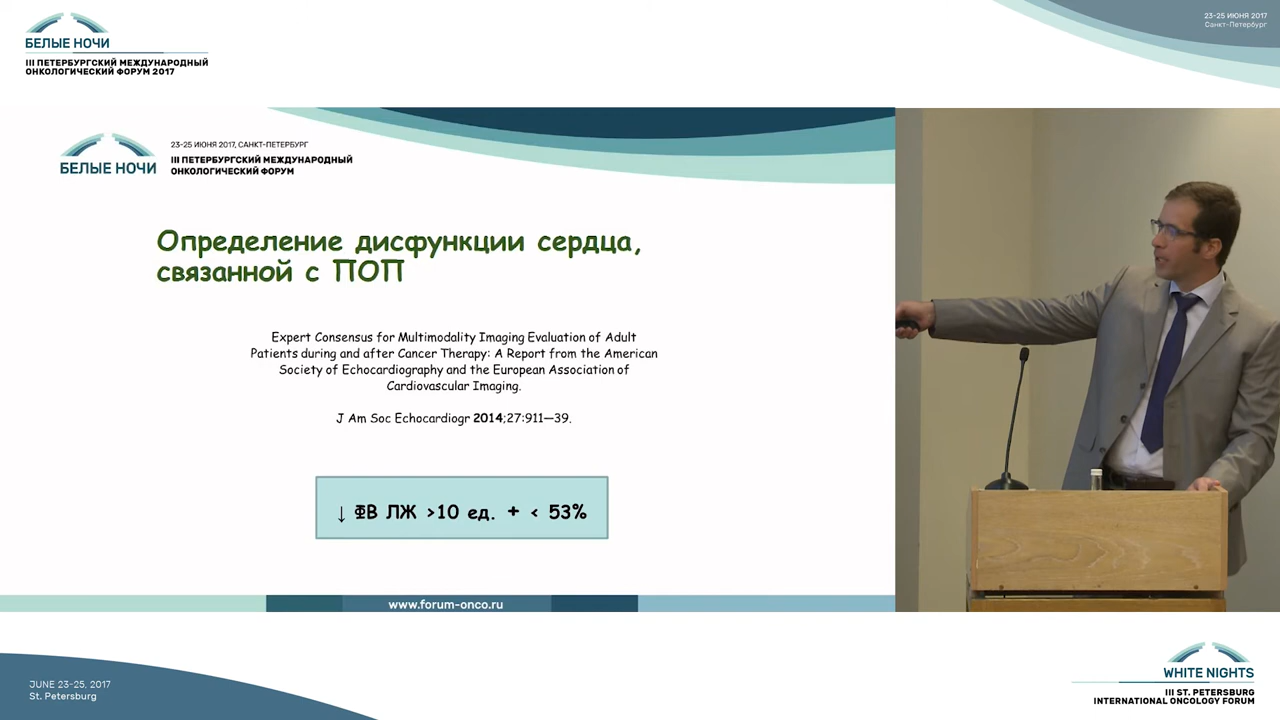 БЕЛЫЕ НОЧИ
III ПЕТЕРБУРГСКИЙ МЕЖДУНАРОДНЫЙ
ОНКОЛОГИЧЕСКИЙ ФОРУМ 2017
23-25 ИЮНЯ 2017
Санкт-Петербург
БЕЛЫЕ НОЧИ
23-25 ИЮНЯ 2017, САНКТ-ПЕТЕРБУРГ
III ПЕТЕРБУРГСКИЙ МЕЖДУНАРОДНЫЙ
ОНКОЛОГИЧЕСКИЙ ФОРУМ
Определение дисфункции сердца,
связанной с ПОП
Expert Consensus for Multimodality Imaging Evaluation of Adult
Patients during and after Cancer Therapy: A Report from the American
Society of Echocardiography and the European Association of
Cardiovascular Imaging.
J Am Soc Echocardiogr 2014;27:911—39.
↓ ФВ ЛЖ >10 ед. + < 53%
www.forum-onco.ru
JUNE 23-25, 2017
St. Petersburg
WHITE NIGHTS
III ST. PETERSBURG
INTERNATIONAL ONCOLOGY FORUM